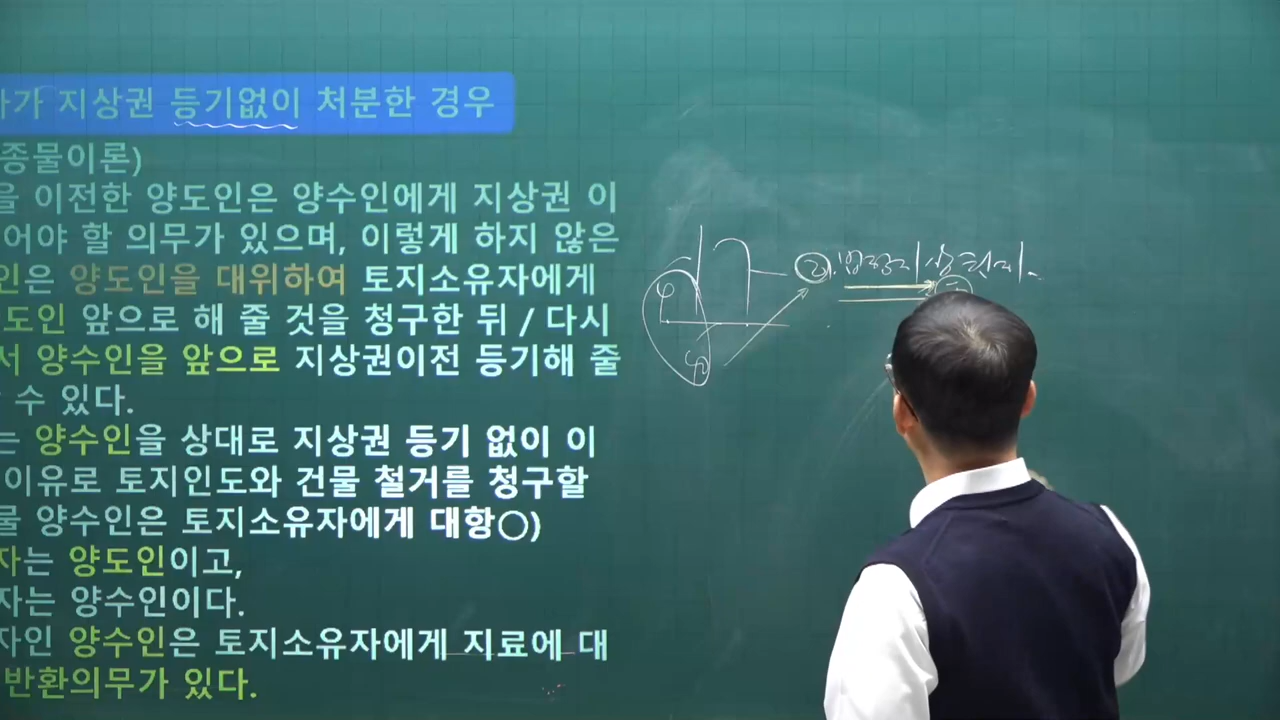 가 지상권 등기없이 처분한 경우
종물이론)
을 이전한 양도인은 양수인에게 지상권 이
어야 할 의무가 있으며, 이렇게 하지 않은
인은 양도인을 대위하여 토지소유자에게
도인 앞으로 해 줄 것을 청구한 뒤 / 다시
서 양수인을 앞으로 지상권이전 등기해 줄
수 있다.
는 양수인을 상대로 지상권 등기 없이 이
이유로 토지인도와 건물 철거를 청구할
물 양수인은 토지소유자에게 대항○)
자는 양도인이고,
자는 양수인이다.
자인 양수인은 토지소유자에게 지료에 대
반환의무가 있다.